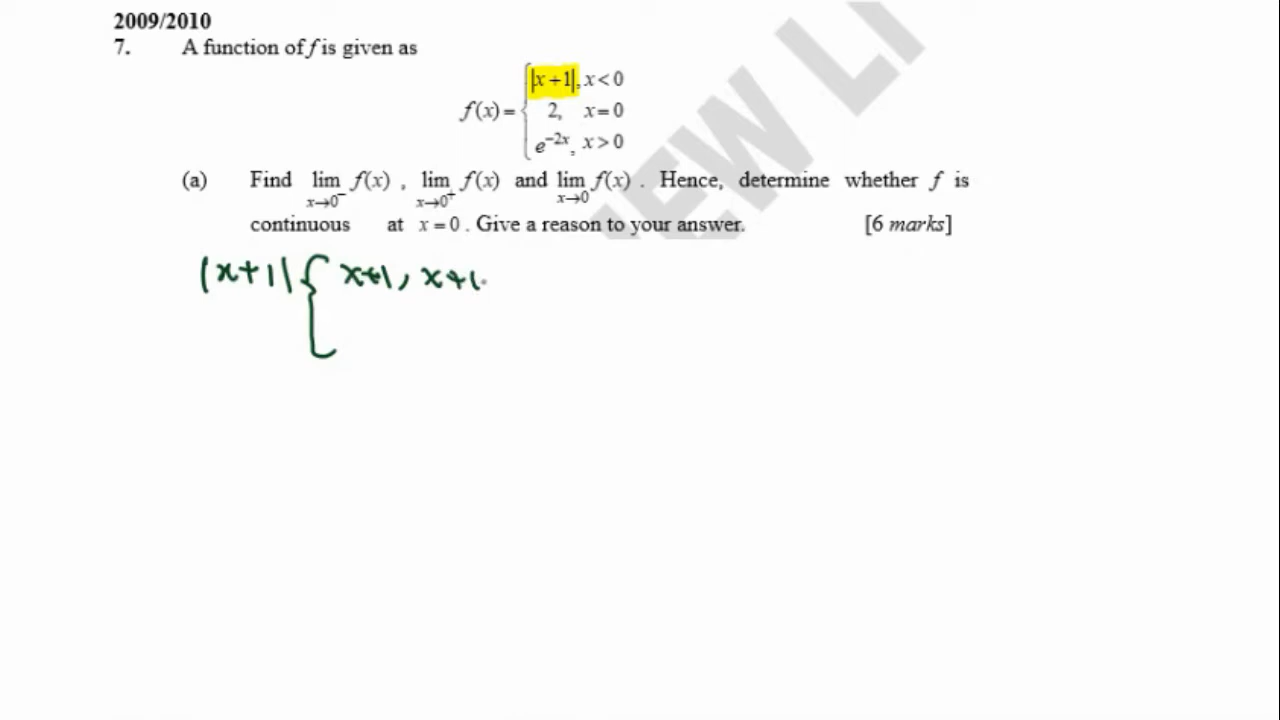 2009/2010
7. A function of f is given as
f(x) = { |x+1|, x<0
2, x=0
e^{-2x}, x>0
(a) Find lim_{x→0^-} f(x), lim_{x→0^+} f(x) and lim_{x→0} f(x). Hence, determine whether f is
continuous at x=0. Give a reason to your answer. [6 marks]
|x+1| { x+1, x+1
EW LI